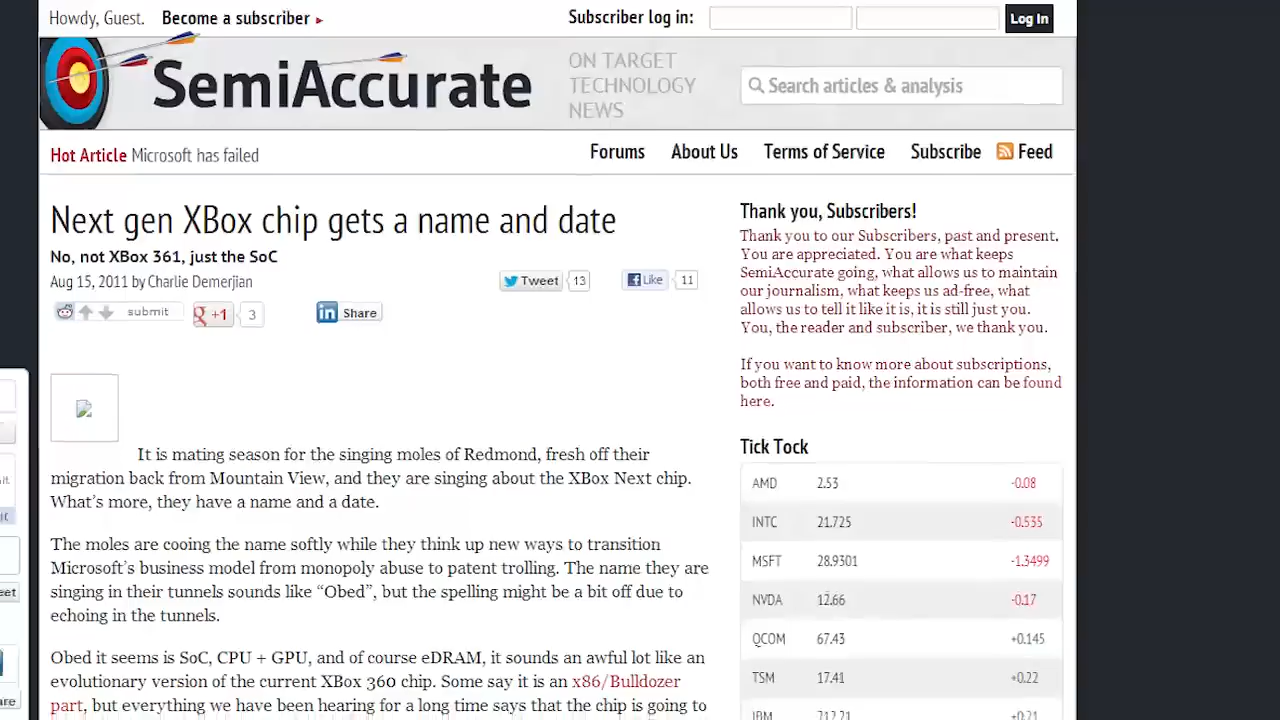 Howdy, Guest. Become a subscriber ▸
Subscriber log in:
Log In
SemiAccurate
ON TARGET
TECHNOLOGY
NEWS
Search articles & analysis
Hot Article Microsoft has failed
Forums About Us Terms of Service Subscribe Feed
Next gen XBox chip gets a name and date
No, not XBox 361, just the SoC
Aug 15, 2011 by Charlie Demerjian
Tweet 13
Like 11
submit
+1 3
Share
It is mating season for the singing moles of Redmond, fresh off their
migration back from Mountain View, and they are singing about the XBox Next chip.
What's more, they have a name and a date.
The moles are cooing the name softly while they think up new ways to transition
Microsoft's business model from monopoly abuse to patent trolling. The name they are
singing in their tunnels sounds like “Obed”, but the spelling might be a bit off due to
echoing in the tunnels.
Obed it seems is SoC, CPU + GPU, and of course eDRAM, it sounds an awful lot like an
evolutionary version of the current XBox 360 chip. Some say it is an x86/Bulldozer
part, but everything we have been hearing for a long time says that the chip is going to
Thank you, Subscribers!
Thank you to our Subscribers, past and present.
You are appreciated. You are what keeps
SemiAccurate going, what allows us to maintain
our journalism, what keeps us ad-free, what
allows us to tell it like it is, it is still just you.
You, the reader and subscriber, we thank you.
If you want to know more about subscriptions,
both free and paid, the information can be found
here.
Tick Tock
AMD 2.53 -0.08
INTC 21.725 -0.535
MSFT 28.9301 -1.3499
NVDA 12.66 -0.17
QCOM 67.43 +0.145
TSM 17.41 +0.22
IBM 212.21 +0.21